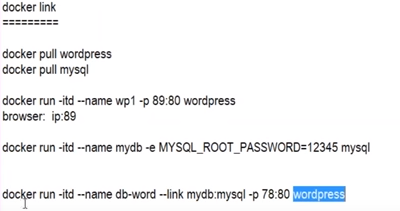 docker link
=========
docker pull wordpress
docker pull mysql
docker run -itd --name wp1 -p 89:80 wordpress
browser: ip:89
docker run -itd --name mydb -e MYSQL_ROOT_PASSWORD=12345 mysql
docker run -itd --name db-word --link mydb:mysql -p 78:80 wordpress